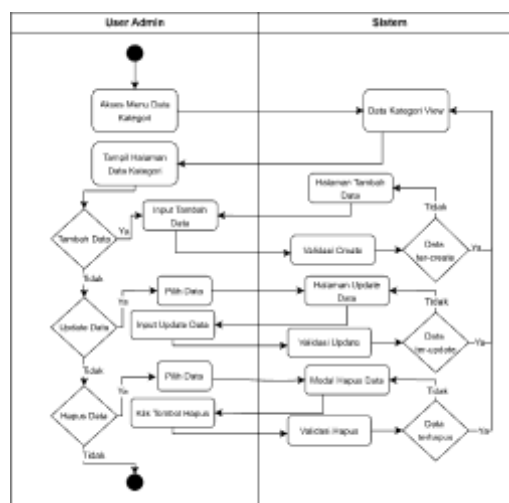 User Admin
Sistem
Akses Menu Data
Kategori
Data Kategori View
Tampil Halaman
Data Kategori
Halaman Tambah
Data
Input Tambah
Data
Tidak
Tambah Data
Ya
Validasi Create
Data
ter-create
Ya
Tidak
Pilih Data
Halaman Update
Data
Ya
Tidak
Update Data
Input Update Data
Validasi Update
Data
ter-update
Ya
Tidak
Pilih Data
Modal Hapus Data
Ya
Tidak
Hapus Data
Klik Tombol Hapus
Validasi Hapus
Data
terhapus
Ya
Tidak